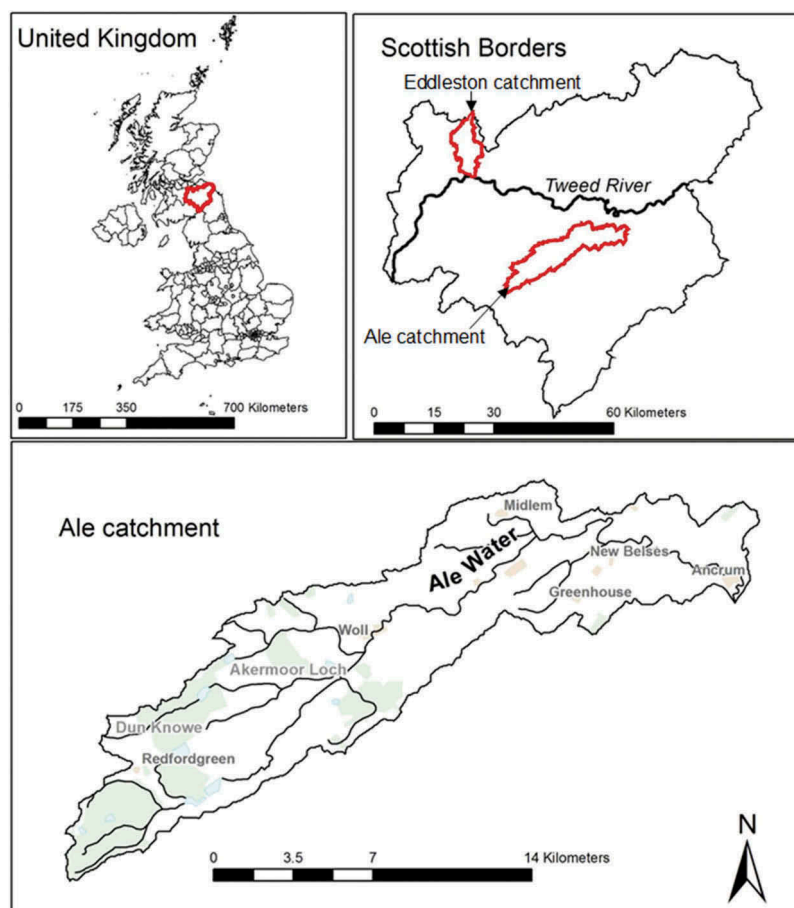 United Kingdom
0 175 350 700 Kilometers
Scottish Borders
Eddleston catchment
Tweed River
Ale catchment
0 15 30 60 Kilometers
Ale catchment
Midlem
Ale Water
New Belses
Ancrum
Greenhouse
Woll
Akermoor Loch
Dun Knowe
Redfordgreen
0 3.5 7 14 Kilometers
N